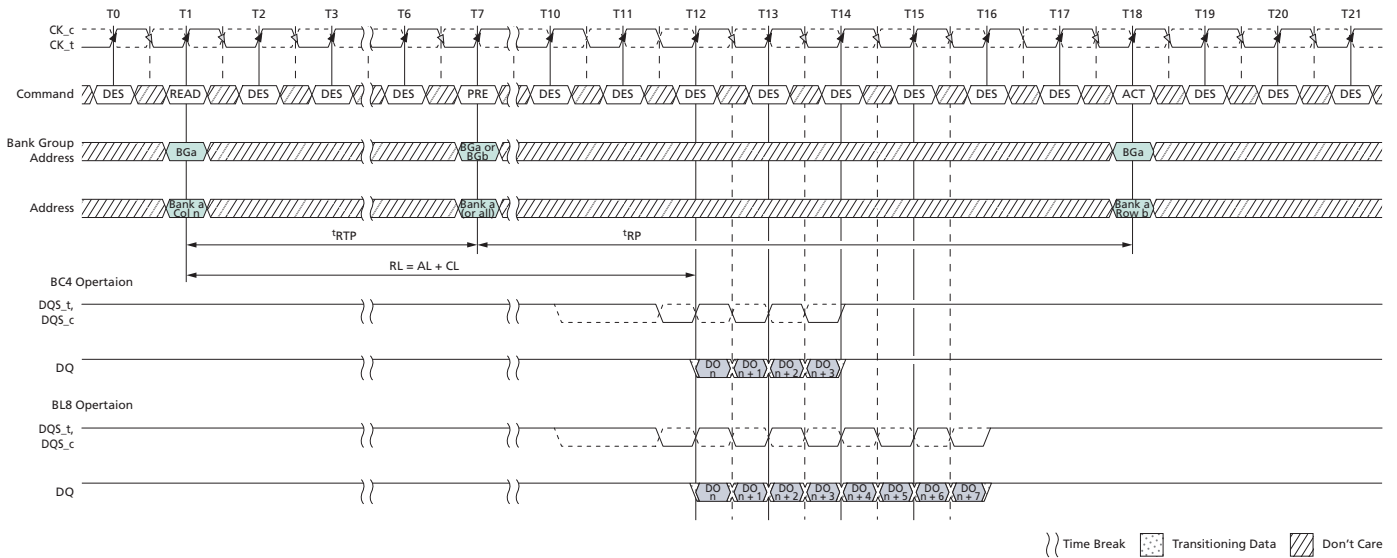 T0 T1 T2 T3 T6 T7 T10 T11 T12 T13 T14 T15 T16 T17 T18 T19 T20 T21
CK_c
CK_t
Command DES READ DES DES DES PRE DES DES DES DES DES DES DES DES ACT DES DES DES
Bank Group
Address
BGa
BGa or
BGb
BGa
Address
Bank a
Col n
Bank a
(or all)
Bank a
Row b
tRTP tRP
RL = AL + CL
BC4 Opertaion
DQS_t,
DQS_c
DQ
DO
n
DO
n + 1
DO
n + 2
DO
n + 3
BL8 Opertaion
DQS_t,
DQS_c
DQ
DO
n
DO
n + 1
DO
n + 2
DO
n + 3
DO
n + 4
DO
n + 5
DO
n + 6
DO
n + 7
Time Break Transitioning Data Don't Care